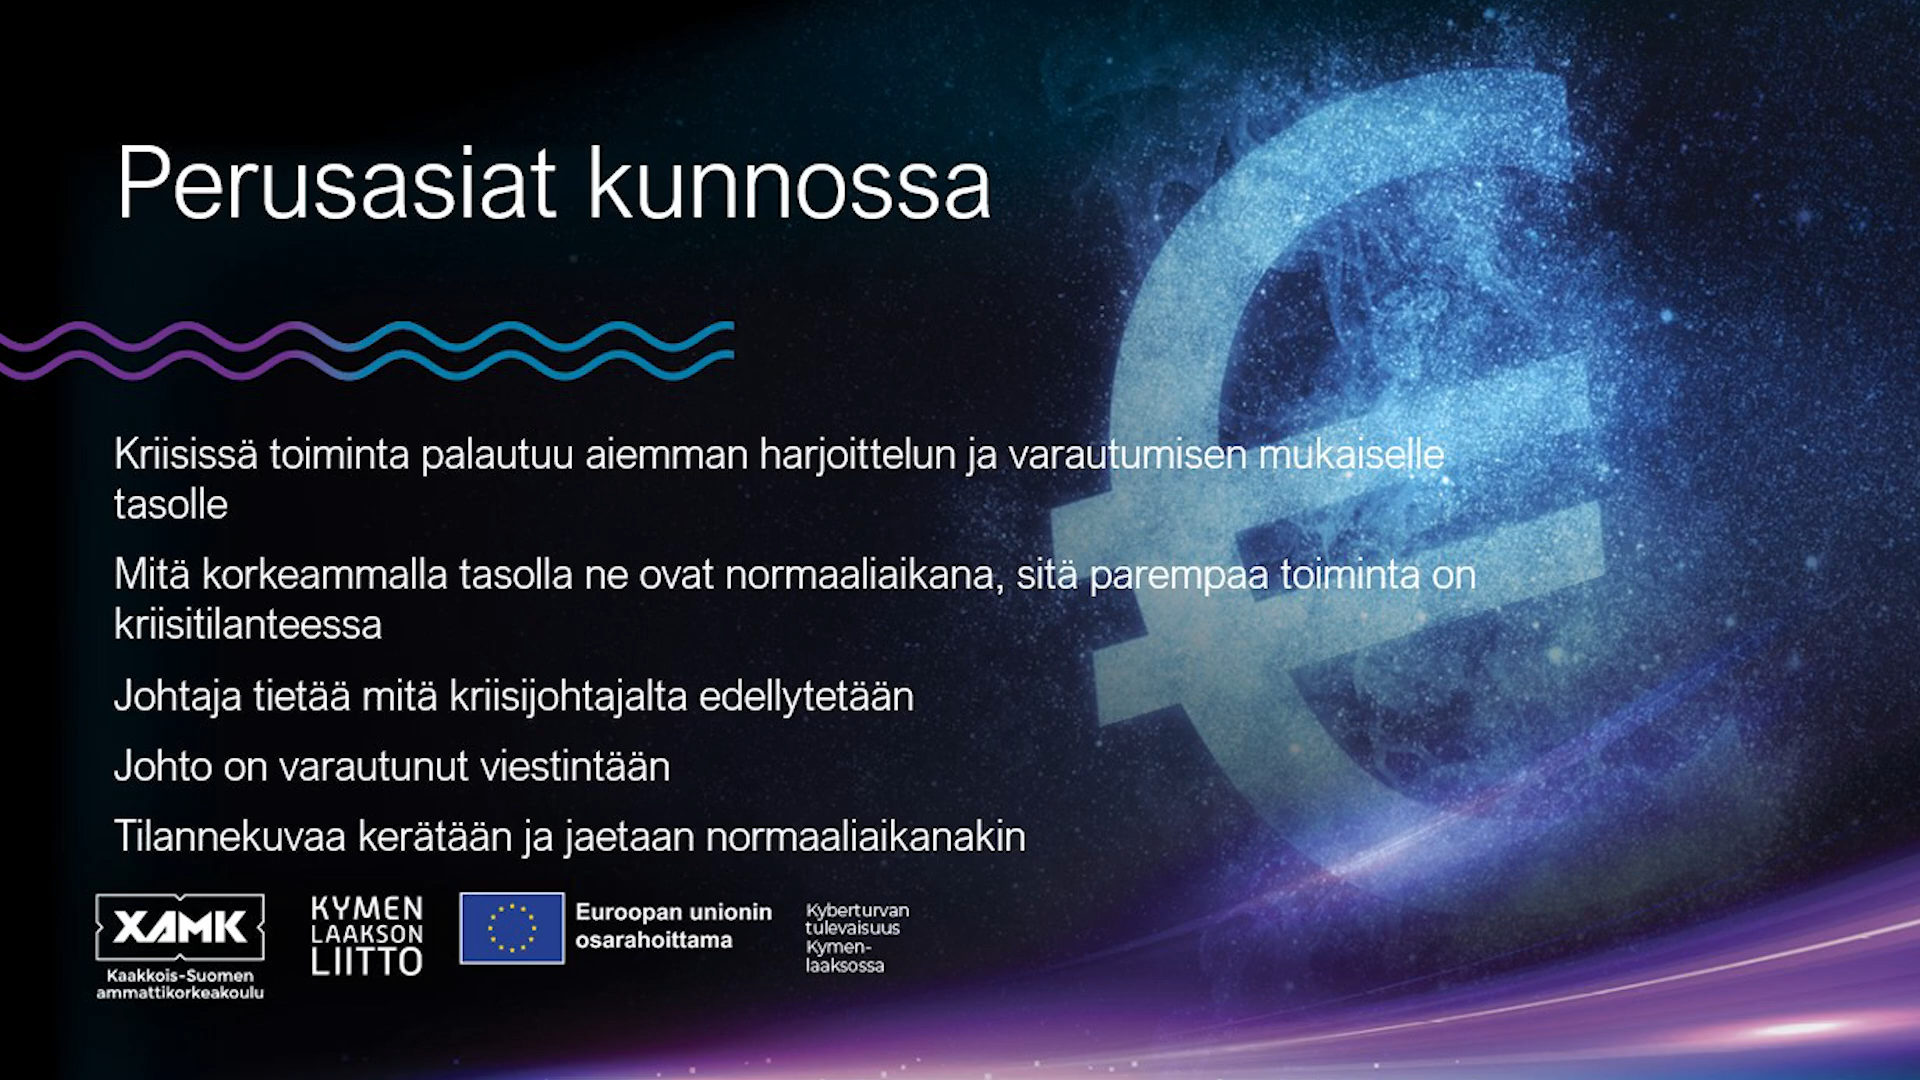 Perusasiat kunnossa
Kriisissä toiminta palautuu aiemman harjoittelun ja varautumisen mukaiselle
tasolle
Mitä korkeammalla tasolla ne ovat normaaliaikana, sitä parempaa toiminta on
kriisitilanteessa
Johtaja tietää mitä kriisijohtajalta edellytetään
Johto on varautunut viestintään
Tilannekuvaa kerätään ja jaetaan normaaliaikanakin
XAMK
Kaakkois-Suomen
ammattikorkeakoulu
KYMEN
LAAKSON
LIITTO
Euroopan unionin
osarahoittama
Kyberturvan
tulevaisuus
Kymen-
laaksossa